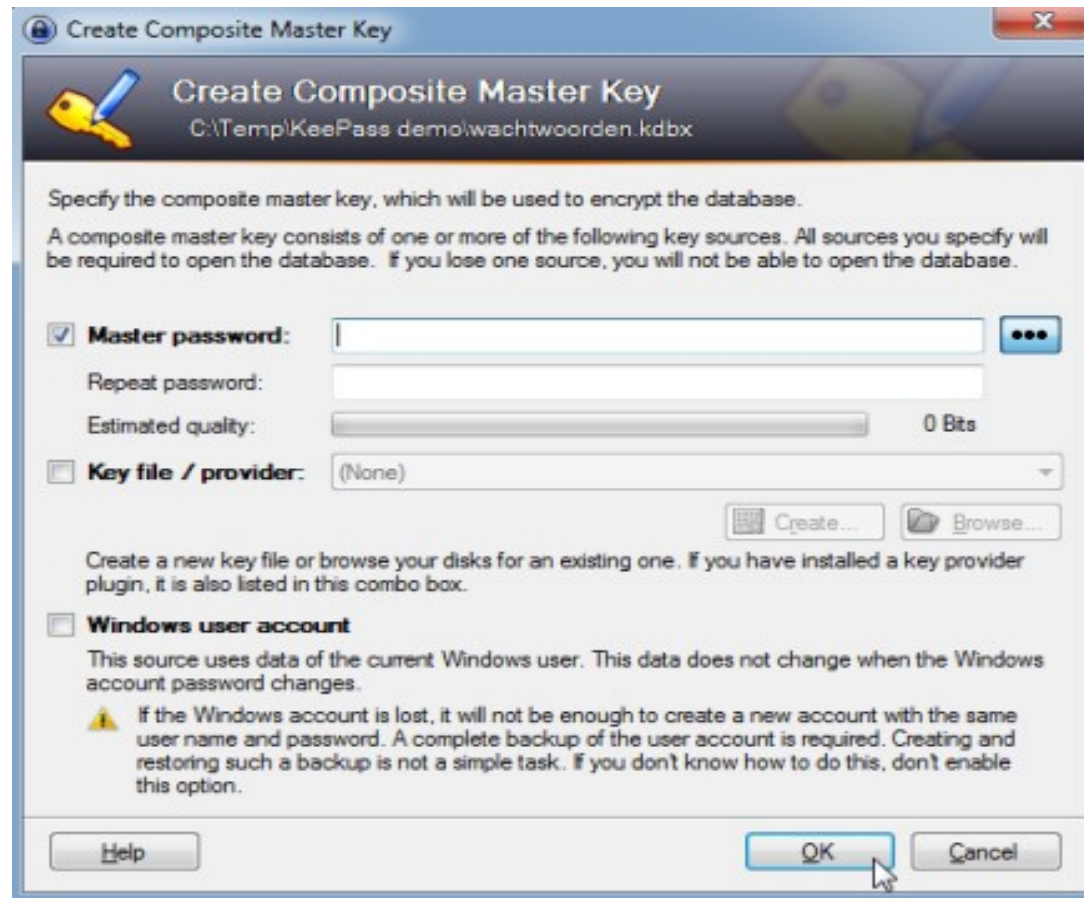 Create Composite Master Key
Create Composite Master Key
C:\Temp\KeePass demo\wachtwoorden.kdbx
Specify the composite master key, which will be used to encrypt the database.
A composite master key consists of one or more of the following key sources. All sources you specify will
be required to open the database. If you lose one source, you will not be able to open the database.
Master password:
Repeat password:
Estimated quality: 0 Bits
Key file / provider: (None)
Create... Browse...
Create a new key file or browse your disks for an existing one. If you have installed a key provider
plugin, it is also listed in this combo box.
Windows user account
This source uses data of the current Windows user. This data does not change when the Windows
account password changes.
If the Windows account is lost, it will not be enough to create a new account with the same
user name and password. A complete backup of the user account is required. Creating and
restoring such a backup is not a simple task. If you don't know how to do this, don't enable
this option.
Help OK Cancel